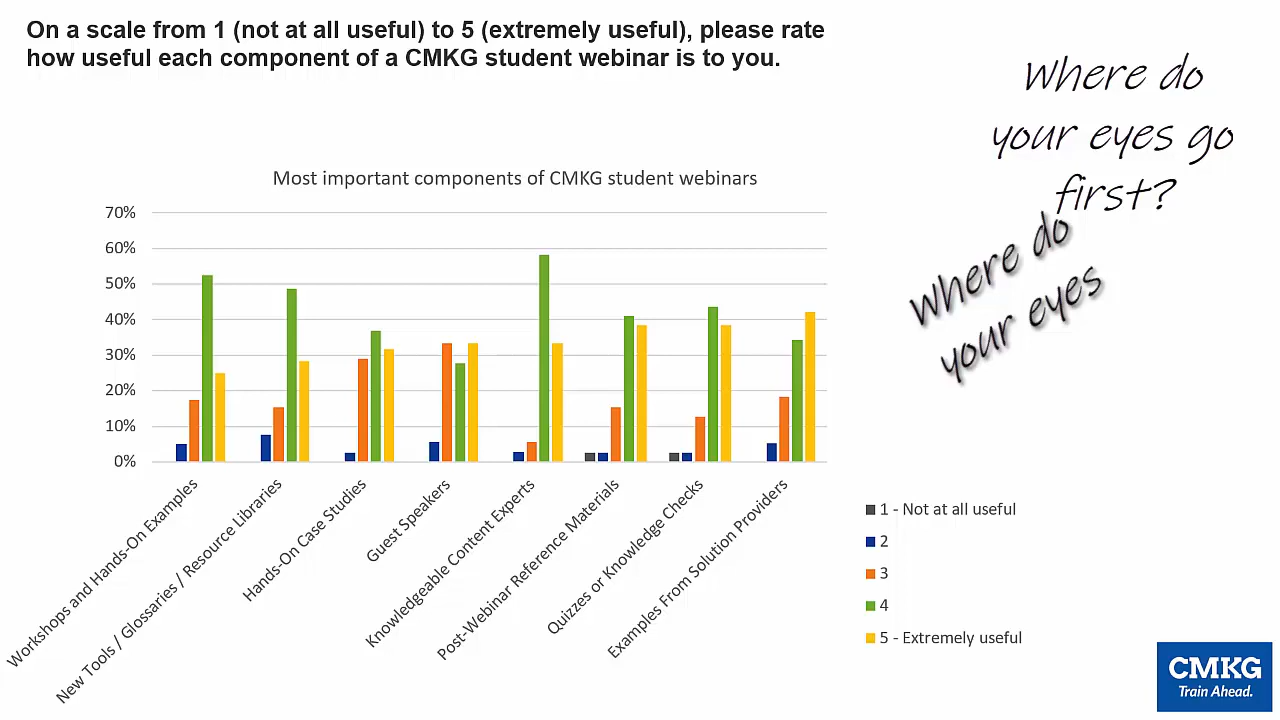 On a scale from 1 (not at all useful) to 5 (extremely useful), please rate
how useful each component of a CMKG student webinar is to you.
Where do
your eyes go
first?
Where do
your eyes
Most important components of CMKG student webinars
70%
60%
50%
40%
30%
20%
10%
0%
Workshops and Hands-On Examples
New Tools / Glossaries / Resource Libraries
Hands-On Case Studies
Guest Speakers
Knowledgeable Content Experts
Post-Webinar Reference Materials
Quizzes or Knowledge Checks
Examples From Solution Providers
1 - Not at all useful
2
3
4
5 - Extremely useful
CMKG
Train Ahead.